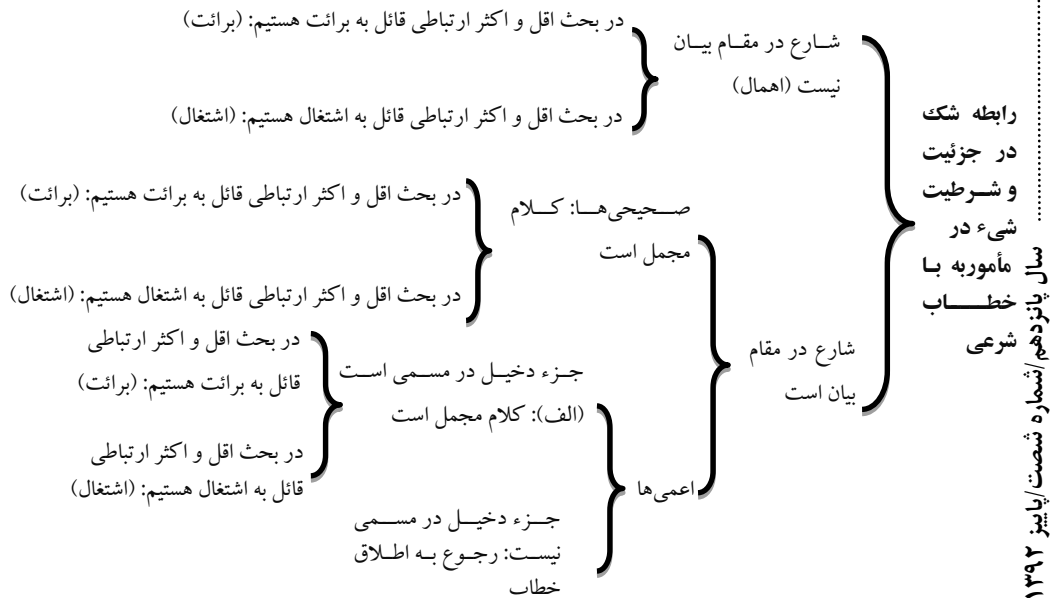 رابطه شک
در جزئیت
و شرطیت
شیء در
مأموربه با
خطاب
شرعی
شارع در مقام بیان
نیست (اهمال)
در بحث اقل و اکثر ارتباطی قائل به برائت هستیم: (برائت)
در بحث اقل و اکثر ارتباطی قائل به اشتغال هستیم: (اشتغال)
شارع در مقام
بیان است
صحیحی‌ها: کلام
مجمل است
در بحث اقل و اکثر ارتباطی قائل به برائت هستیم: (برائت)
در بحث اقل و اکثر ارتباطی قائل به اشتغال هستیم: (اشتغال)
اعمی‌ها
جزء دخیل در مسمی است
(الف): کلام مجمل است
در بحث اقل و اکثر ارتباطی
قائل به برائت هستیم: (برائت)
در بحث اقل و اکثر ارتباطی
قائل به اشتغال هستیم: (اشتغال)
جزء دخیل در مسمی
نیست: رجوع به اطلاق
خطاب
سال پانزدهم/شماره شصت/پاییز ۱۳۹۲